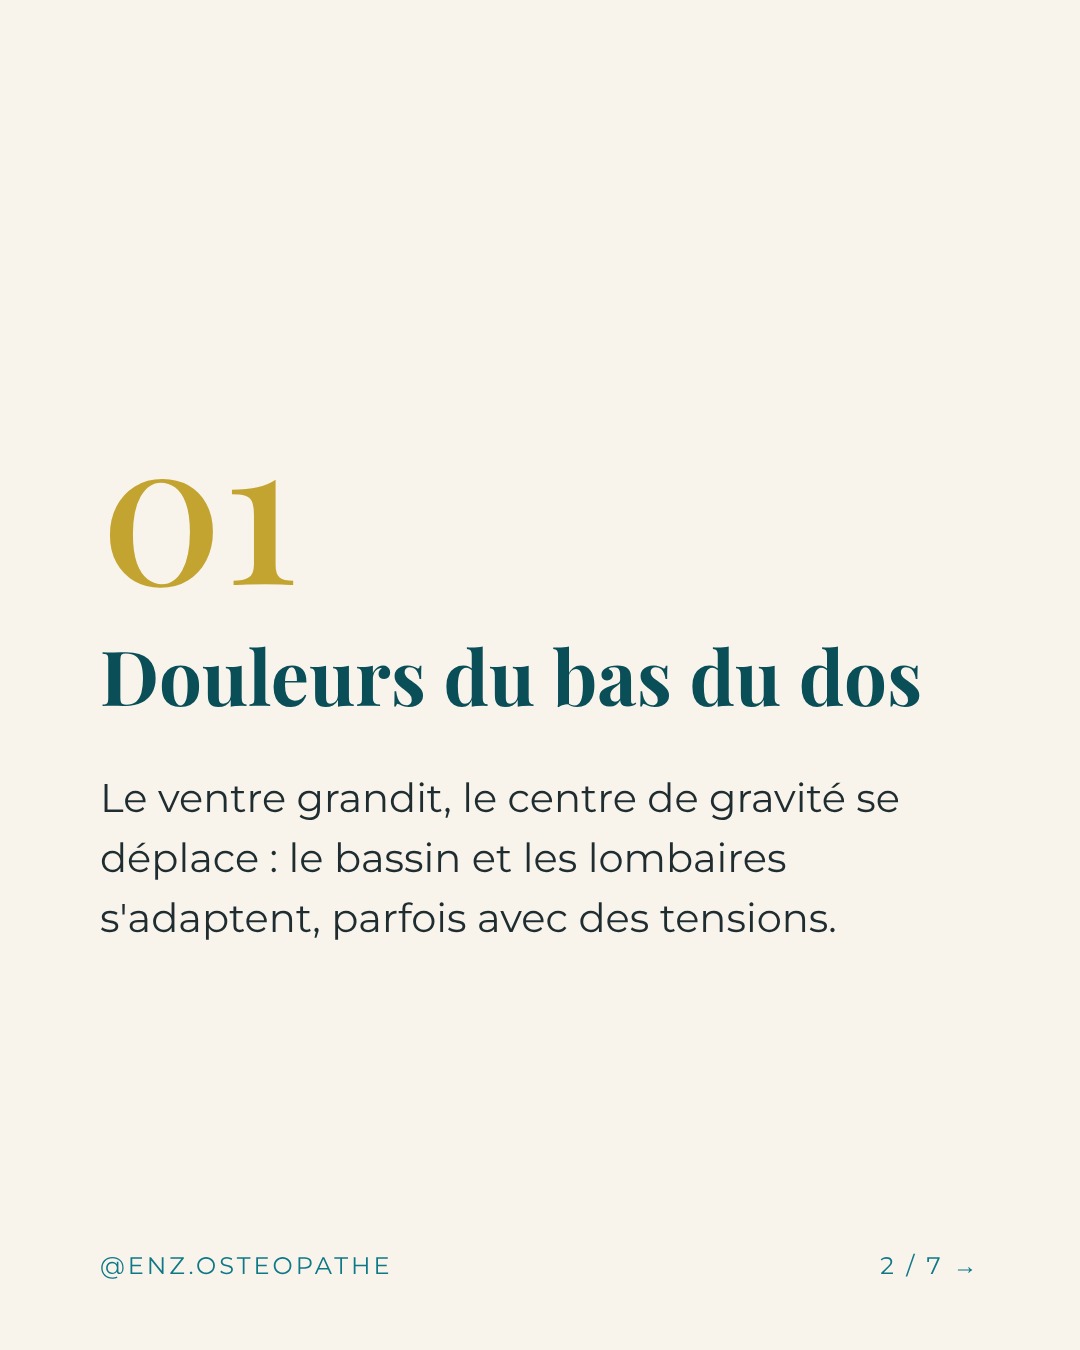 01
Douleurs du bas du dos
Le ventre grandit, le centre de gravité se
déplace : le bassin et les lombaires
s'adaptent, parfois avec des tensions.
@ENZ.OSTEOPATHE
2 / 7 →